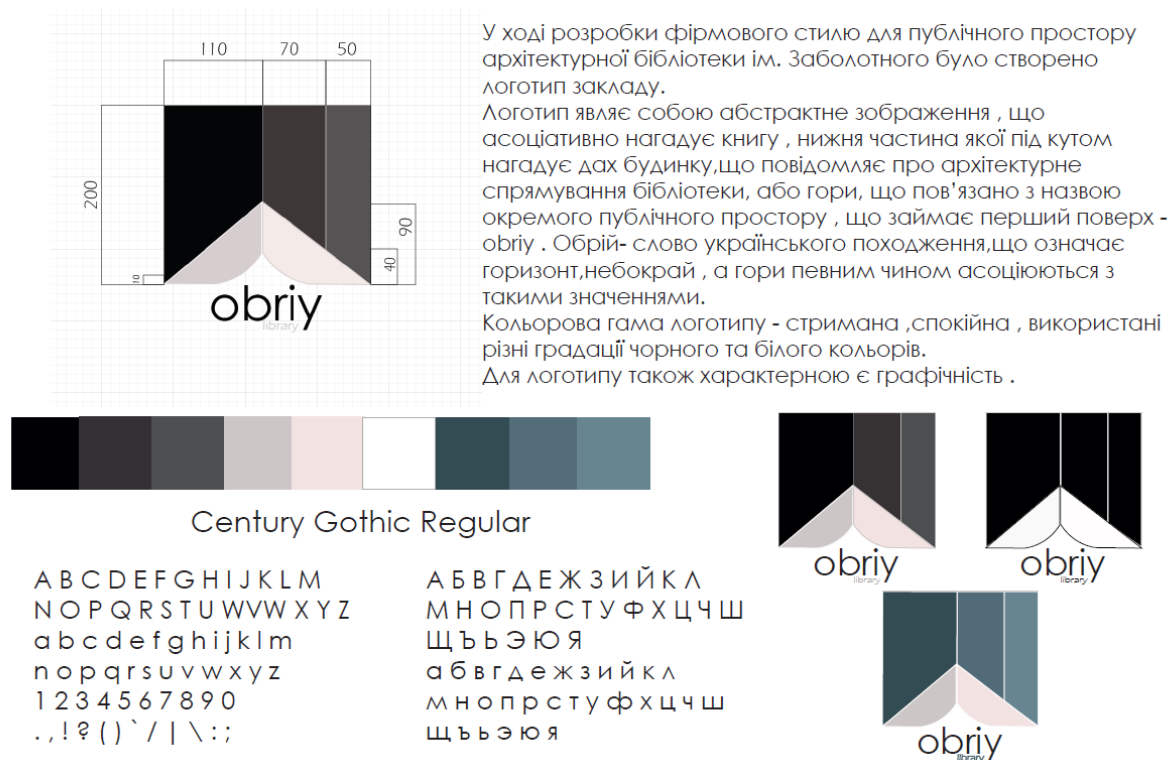 110 70 50
200
90
40
10
obriy
library
У ході розробки фірмового стилю для публічного простору
архітектурної бібліотеки ім. Заболотного було створено
логотип закладу.
Логотип являє собою абстрактне зображення , що
асоціативно нагадує книгу , нижня частина якої під кутом
нагадує дах будинку,що повідомляє про архітектурне
спрямування бібліотеки, або гори, що пов’язано з назвою
окремого публічного простору , що займає перший поверх -
obriy . Обрій- слово українського походження,що означає
горизонт,небокрай , а гори певним чином асоціюються з
такими значеннями.
Кольорова гама логотипу - стримана ,спокійна , використані
різні градації чорного та білого кольорів.
Для логотипу також характерною є графічність .
Century Gothic Regular
A B C D E F G H I J K L M
N O P Q R S T U W V W X Y Z
a b c d e f g h i j k l m
n o p q r s u v w x y z
1 2 3 4 5 6 7 8 9 0
. , ! ? ( ) ` / | \ : ;
А Б В Г Д Е Ж З И Й К Л
М Н О П Р С Т У Ф Х Ц Ч Ш
Щ Ъ Ь Э Ю Я
а б в г д е ж з и й к л
м н о п р с т у ф х ц ч ш
щ ъ ь э ю я
obriy
library
obriy
library
obriy
library